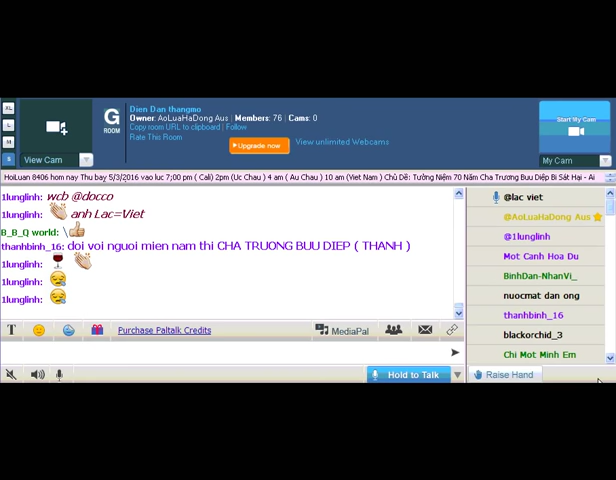 XL
L
M
S
View Cam
G
ROOM
Dien Dan thangmo
Owner: AoLuaHaDong Aus | Members: 76 | Cams: 0
Copy room URL to clipboard | Follow
Rate This Room
Upgrade now
View unlimited Webcams
Start My Cam
My Cam
HoiLuan 8406 hom nay Thu bay 5/3/2016 vao luc 7;00 pm ( Cali) 2pm (Uc Chau ) 4 am ( Au Chau ) 10 am (Viet Nam ) Chủ Dề: Tường Niệm 70 Năm Cha Trương Bưu Diệp Bi Sát Hại - Ai
1lunglinh: wcb @docco
1lunglinh: anh Lac=Viet
B_B_Q world: \
thanhbinh_16: doi voi nguoi mien nam thi CHA TRUONG BUU DIEP ( THANH )
1lunglinh:
1lunglinh:
1lunglinh:
@lac viet
@AoLuaHaDong Aus
@1lunglinh
Mot Canh Hoa Du
BinhDan-NhanVi_
nuocmat dan ong
thanhbinh_16
blackorchid_3
Chi Mot Minh Em
T
Purchase Paltalk Credits
MediaPal
Hold to Talk
Raise Hand